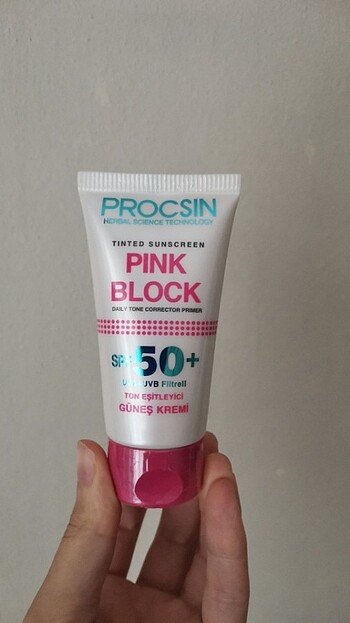 PROCSIN
HERBAL SCIENCE TECHNOLOGY
TINTED SUNSCREEN
PINK
BLOCK
DAILY TONE CORRECTOR PRIMER
SPF 50+
UVB Filtreli
TON EŞİTLEYİCİ
GÜNEŞ KREMİ